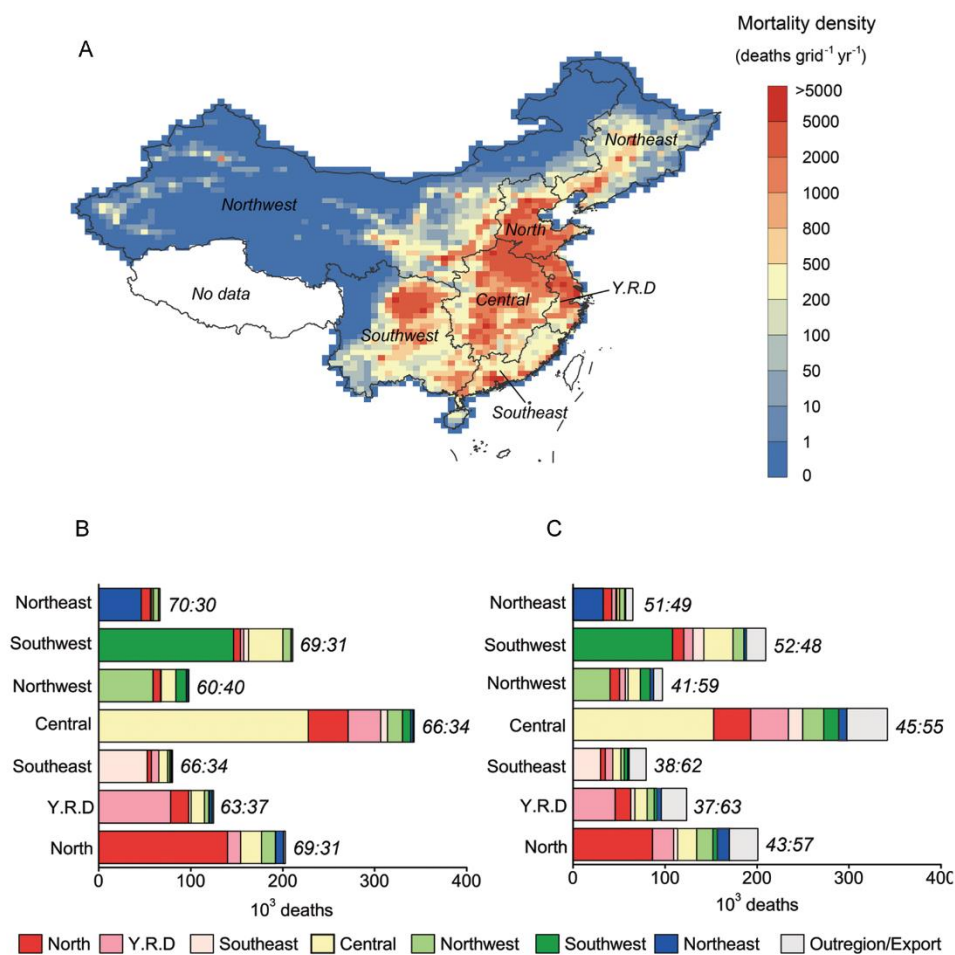 A
Mortality density
(deaths grid⁻¹ yr⁻¹)
>5000
5000
2000
1000
800
500
200
100
50
10
1
0
Northeast
Northwest
North
No data
Central
Y.R.D
Southwest
Southeast
B
Northeast 70:30
Southwest 69:31
Northwest 60:40
Central 66:34
Southeast 66:34
Y.R.D 63:37
North 69:31
0 100 200 300 400
10³ deaths
C
Northeast 51:49
Southwest 52:48
Northwest 41:59
Central 45:55
Southeast 38:62
Y.R.D 37:63
North 43:57
0 100 200 300 400
10³ deaths
North Y.R.D Southeast Central Northwest Southwest Northeast Outregion/Export